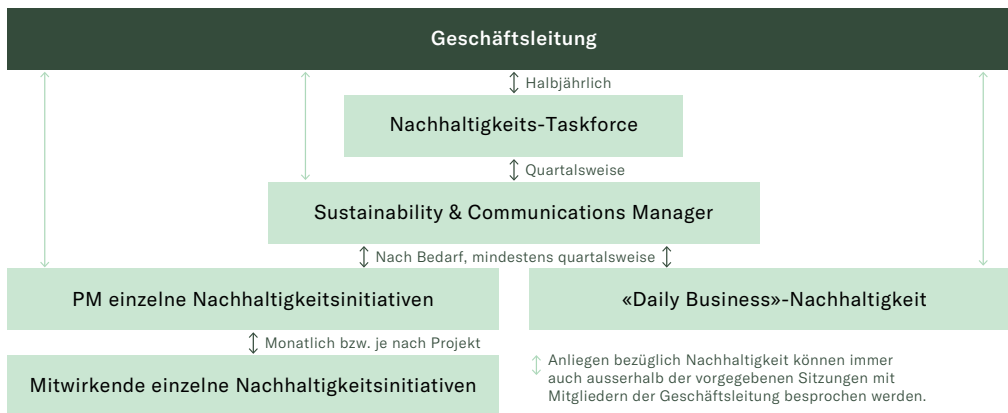 Geschäftsleitung
Halbjährlich
Nachhaltigkeits-Taskforce
Quartalsweise
Sustainability & Communications Manager
Nach Bedarf, mindestens quartalsweise
PM einzelne Nachhaltigkeitsinitiativen
«Daily Business»-Nachhaltigkeit
Monatlich bzw. je nach Projekt
Mitwirkende einzelne Nachhaltigkeitsinitiativen
Anliegen bezüglich Nachhaltigkeit können immer
auch ausserhalb der vorgegebenen Sitzungen mit
Mitgliedern der Geschäftsleitung besprochen werden.